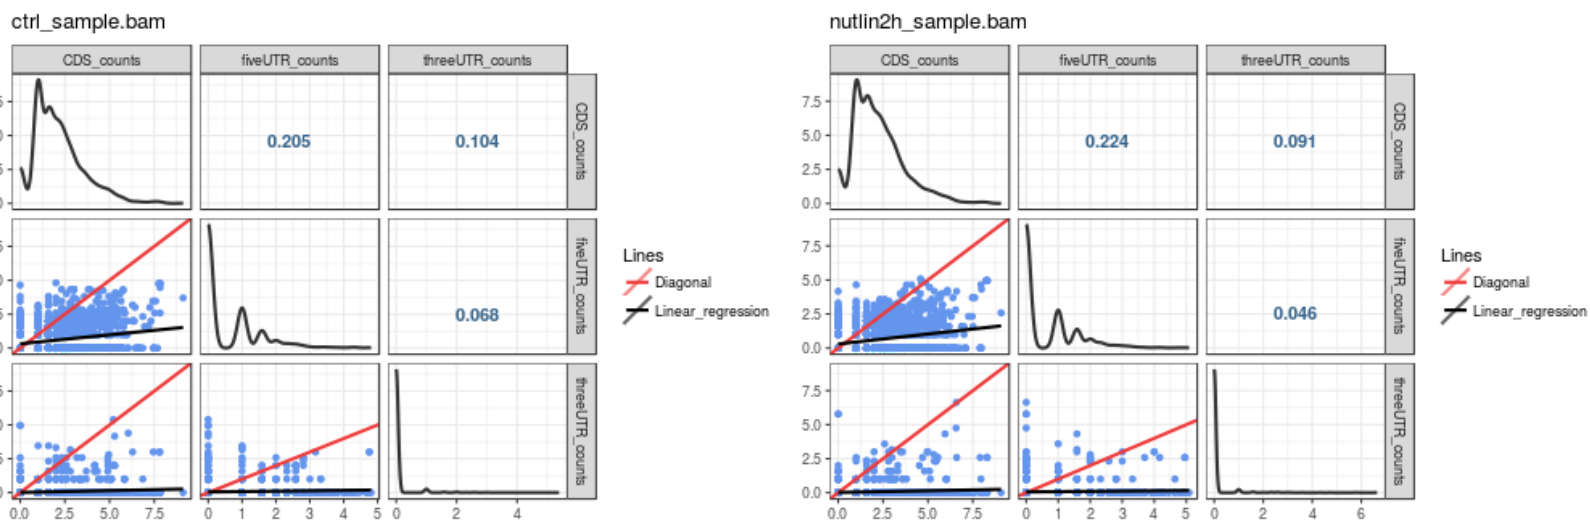 ctrl_sample.bam
nutlin2h_sample.bam
CDS_counts fiveUTR_counts threeUTR_counts
CDS_counts fiveUTR_counts threeUTR_counts
CDS_counts
0.205 0.104
7.5
5.0
2.5
0.0
CDS_counts
0.224 0.091
fiveUTR_counts
0.068
Lines
Diagonal
Linear_regression
7.5
5.0
2.5
0.0
fiveUTR_counts
0.046
Lines
Diagonal
Linear_regression
threeUTR_counts
7.5
5.0
2.5
0.0
threeUTR_counts
0.0 2.5 5.0 7.5 0 1 2 3 4 5 0 2 4
0.0 2.5 5.0 7.5 0 1 2 3 4 5 0 2 4 6